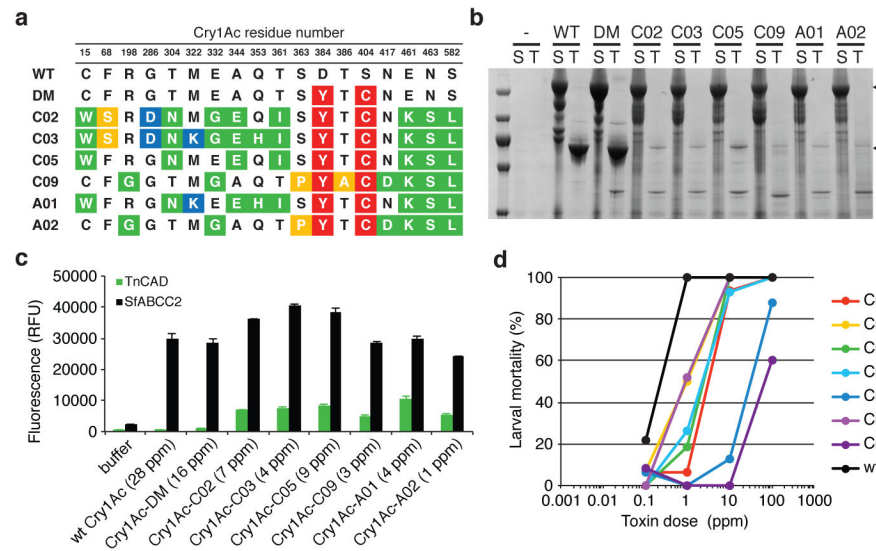 a
Cry1Ac residue number
15 68 198 286 304 322 332 344 353 361 363 384 386 404 417 461 463 582
WT C F R G T M E A Q T S D T S N E N S
DM C F R G T M E A Q T S Y T C N E N S
C02 W S R D N M G E Q I S Y T C N K S L
C03 W S R D N K G E H I S Y T C N K S L
C05 W F R G N M E E Q I S Y T C N K S L
C09 C F G G T M G A Q T P Y A C D K S L
A01 W F R G N K E E H I S Y T C N K S L
A02 C F G G T M G A Q T P Y T C D K S L
b
- WT DM C02 C03 C05 C09 A01 A02
S T S T S T S T S T S T S T S T S T
c
Fluorescence (RFU)
50000
40000
30000
20000
10000
0
TnCAD
SfABCC2
buffer
wt Cry1Ac (28 ppm)
Cry1Ac-DM (16 ppm)
Cry1Ac-C02 (7 ppm)
Cry1Ac-C03 (4 ppm)
Cry1Ac-C05 (9 ppm)
Cry1Ac-C09 (3 ppm)
Cry1Ac-A01 (4 ppm)
Cry1Ac-A02 (1 ppm)
d
Larval mortality (%)
100
80
60
40
20
0
0.001 0.01 0.1 1 10 100 1000
Toxin dose (ppm)
C
C
C
C
C
C
C
w